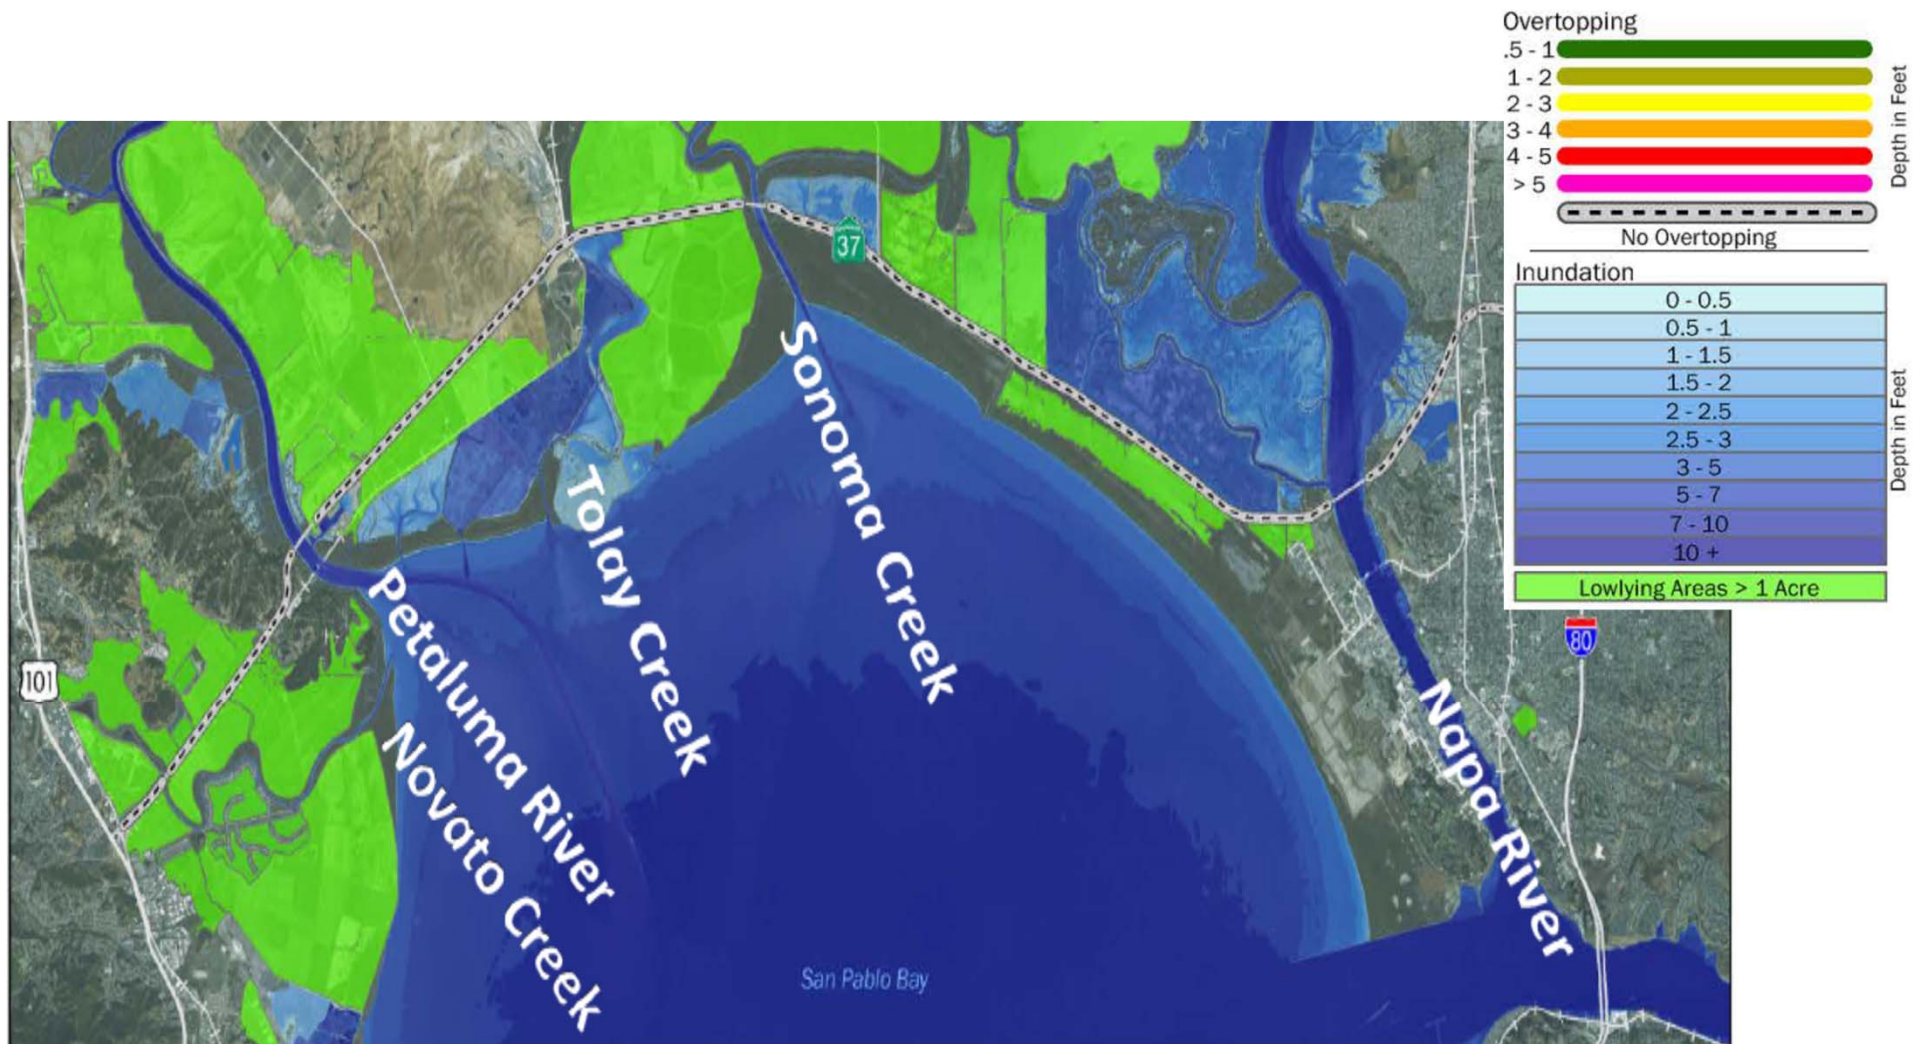 Overtopping
.5 - 1
1 - 2
2 - 3
3 - 4
4 - 5
> 5
Depth in Feet
No Overtopping
Inundation
0 - 0.5
0.5 - 1
1 - 1.5
1.5 - 2
2 - 2.5
2.5 - 3
3 - 5
5 - 7
7 - 10
10 +
Depth in Feet
Lowlying Areas > 1 Acre
37
80
101
Sonoma Creek
Tolay Creek
Petaluma River
Novato Creek
Napa River
San Pablo Bay